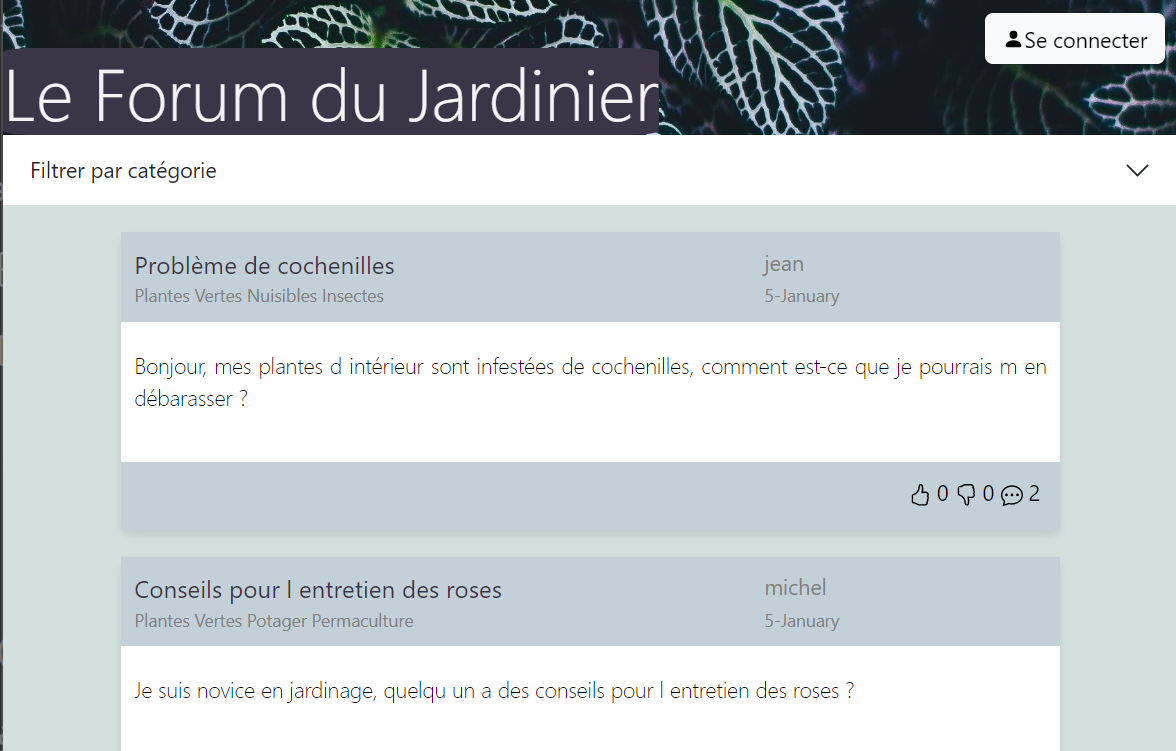 Se connecter
Le Forum du Jardinier
Filtrer par catégorie
Problème de cochenilles
jean
Plantes Vertes Nuisibles Insectes
5-January
Bonjour, mes plantes d intérieur sont infestées de cochenilles, comment est-ce que je pourrais m en
débarasser ?
0 0 2
Conseils pour l entretien des roses
michel
Plantes Vertes Potager Permaculture
5-January
Je suis novice en jardinage, quelqu un a des conseils pour l entretien des roses ?